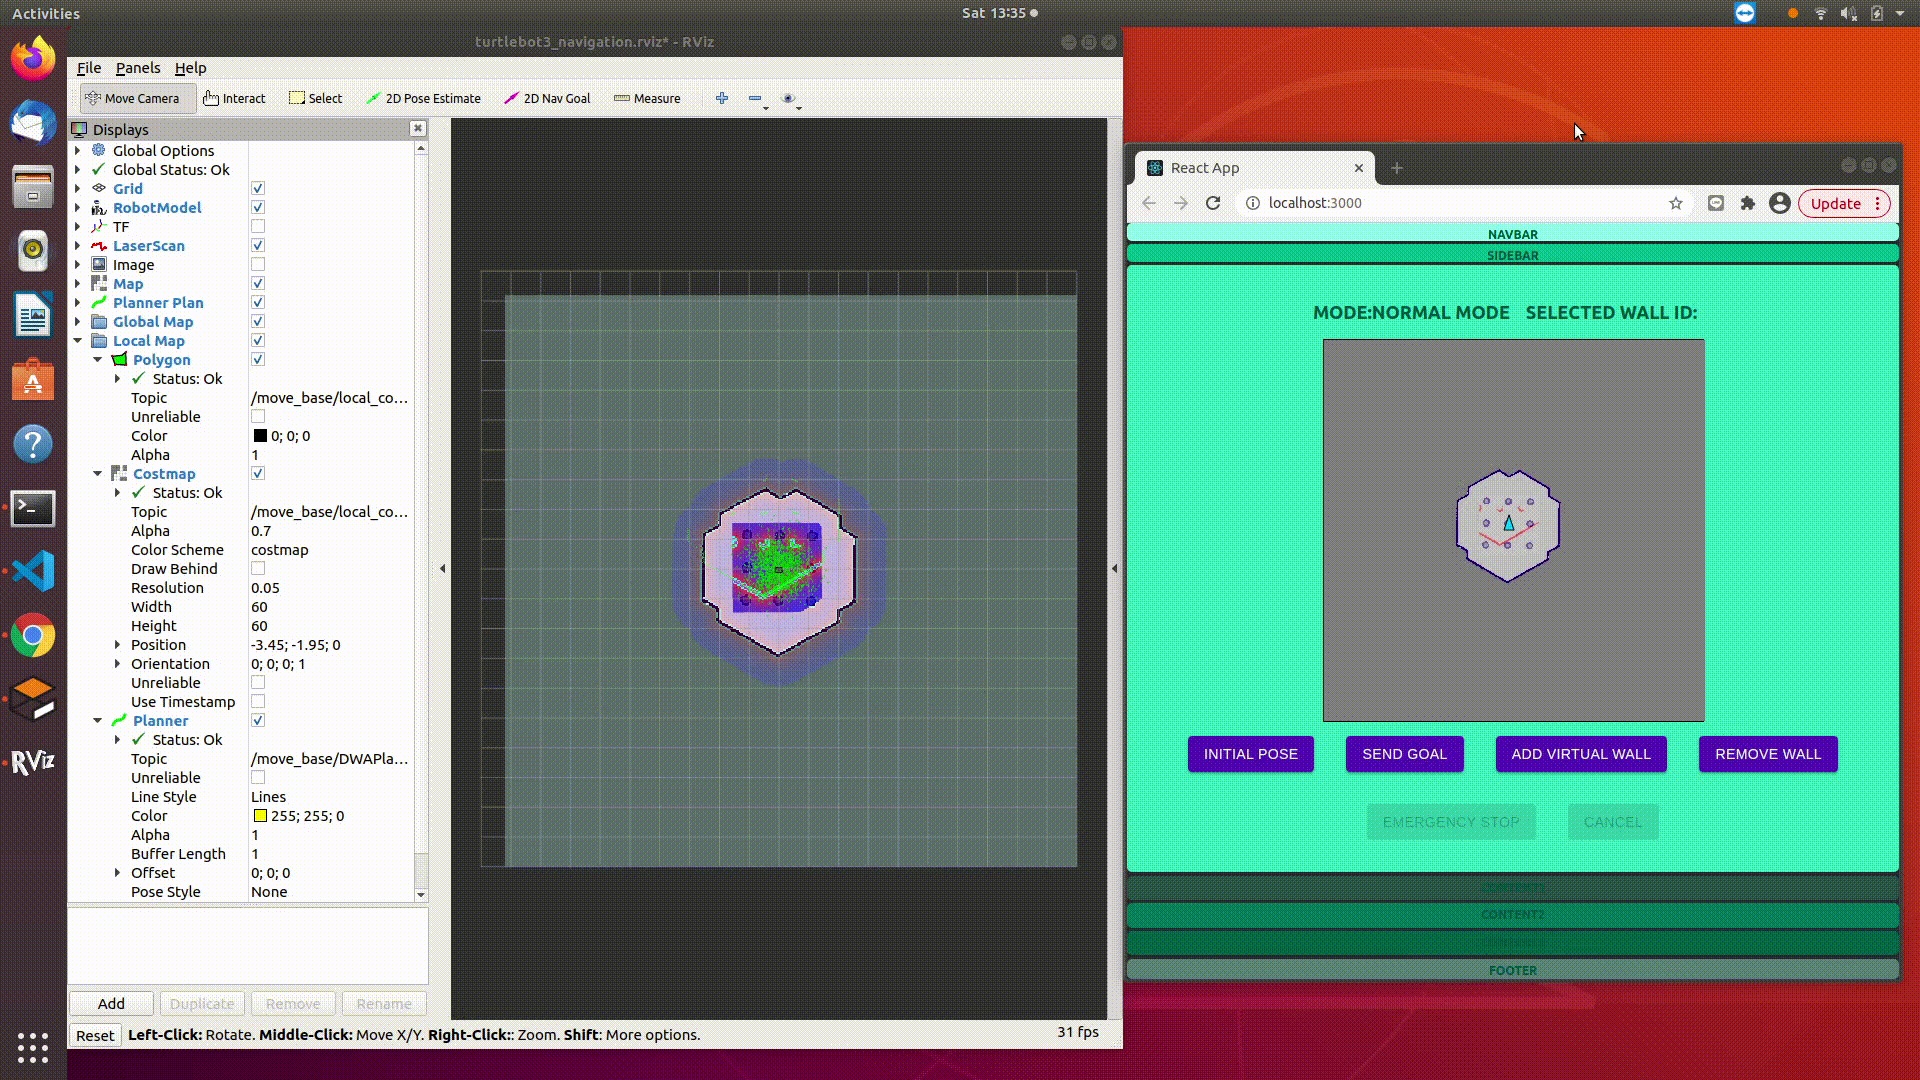 Activities
Sat 13:35
turtlebot3_navigation.rviz* - RViz
File Panels Help
Move Camera Interact Select 2D Pose Estimate 2D Nav Goal Measure
Displays
Global Options
Global Status: Ok
Grid
RobotModel
TF
LaserScan
Image
Map
Planner Plan
Global Map
Local Map
Polygon
Status: Ok
Topic /move_base/local_co...
Unreliable
Color 0; 0; 0
Alpha 1
Costmap
Status: Ok
Topic /move_base/local_co...
Alpha 0.7
Color Scheme costmap
Draw Behind
Resolution 0.05
Width 60
Height 60
Position -3.45; -1.95; 0
Orientation 0; 0; 0; 1
Unreliable
Use Timestamp
Planner
Status: Ok
Topic /move_base/DWAPla...
Unreliable
Line Style Lines
Color 255; 255; 0
Alpha 1
Buffer Length 1
Offset 0; 0; 0
Pose Style None
Add Duplicate Remove Rename
Reset Left-Click: Rotate. Middle-Click: Move X/Y. Right-Click:: Zoom. Shift: More options.
31 fps
RViz
React App
localhost:3000
Update
NAVBAR
SIDEBAR
MODE:NORMAL MODE SELECTED WALL ID:
INITIAL POSE SEND GOAL ADD VIRTUAL WALL REMOVE WALL
EMERGENCY STOP CANCEL
CONTENT2
FOOTER